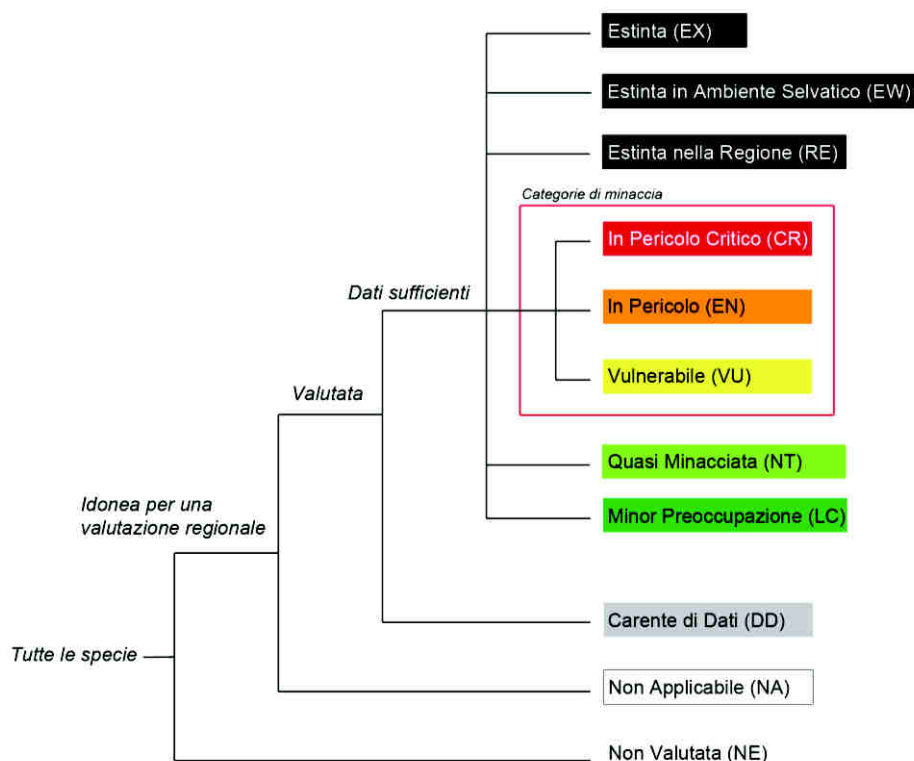 Estinta (EX)
Estinta in Ambiente Selvatico (EW)
Estinta nella Regione (RE)
Categorie di minaccia
In Pericolo Critico (CR)
Dati sufficienti
In Pericolo (EN)
Vulnerabile (VU)
Valutata
Quasi Minacciata (NT)
Idonea per una
valutazione regionale
Minor Preoccupazione (LC)
Carente di Dati (DD)
Tutte le specie
Non Applicabile (NA)
Non Valutata (NE)